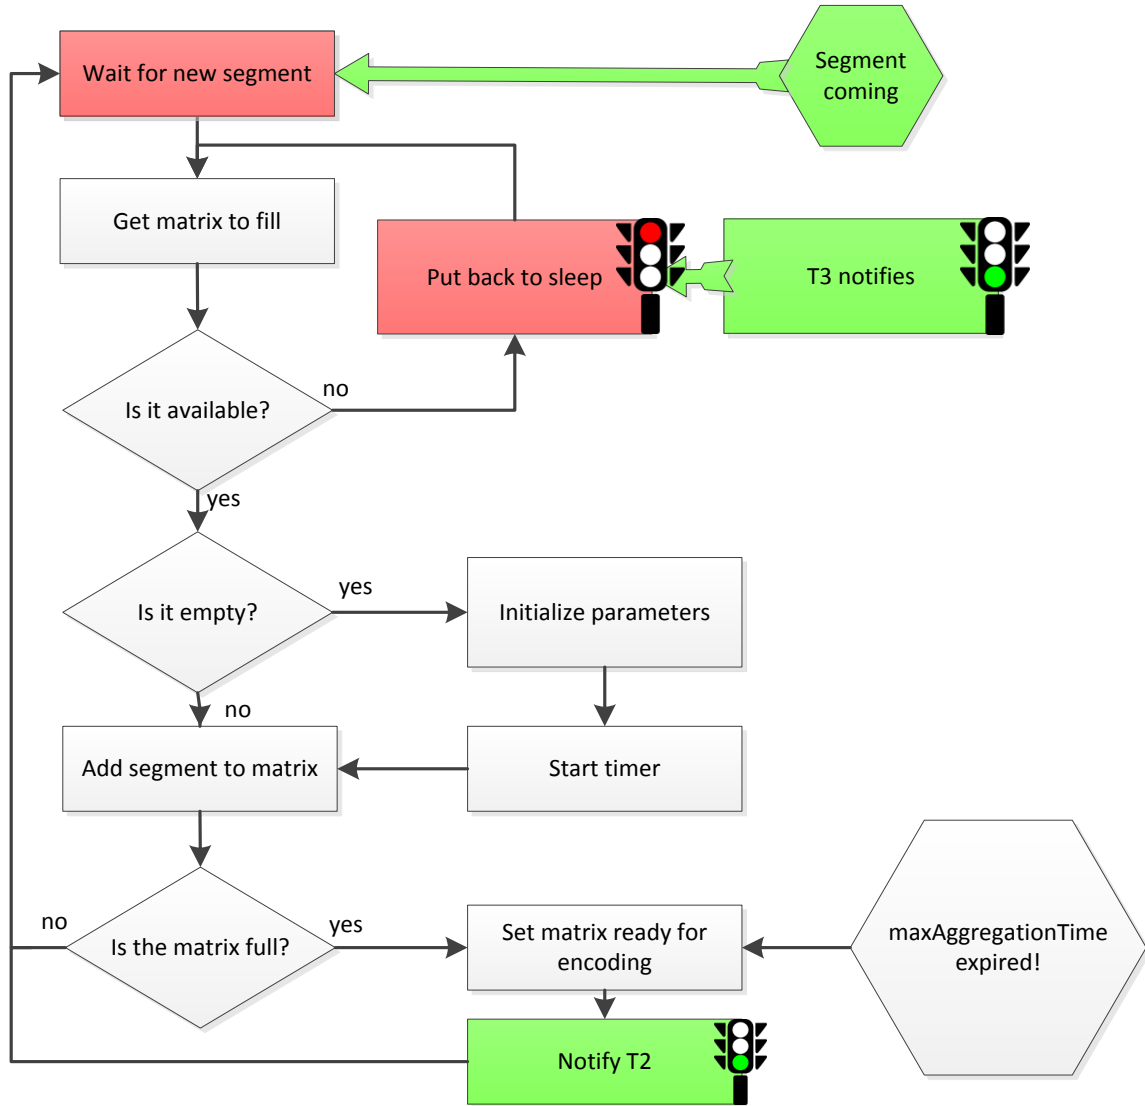 Wait for new segment
Segment
coming
Get matrix to fill
Put back to sleep
T3 notifies
Is it available?
no
yes
Is it empty?
yes
Initialize parameters
no
Add segment to matrix
Start timer
no
Is the matrix full?
yes
Set matrix ready for
encoding
maxAggregationTime
expired!
Notify T2